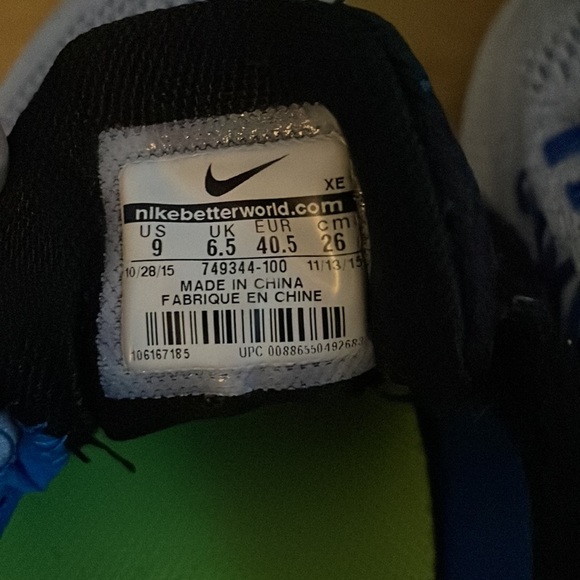 XE
nikebetterworld.com
US UK EUR cm
9 6.5 40.5 26
10/28/15 749344-100 11/13/15
MADE IN CHINA
FABRIQUE EN CHINE
106167185 UPC